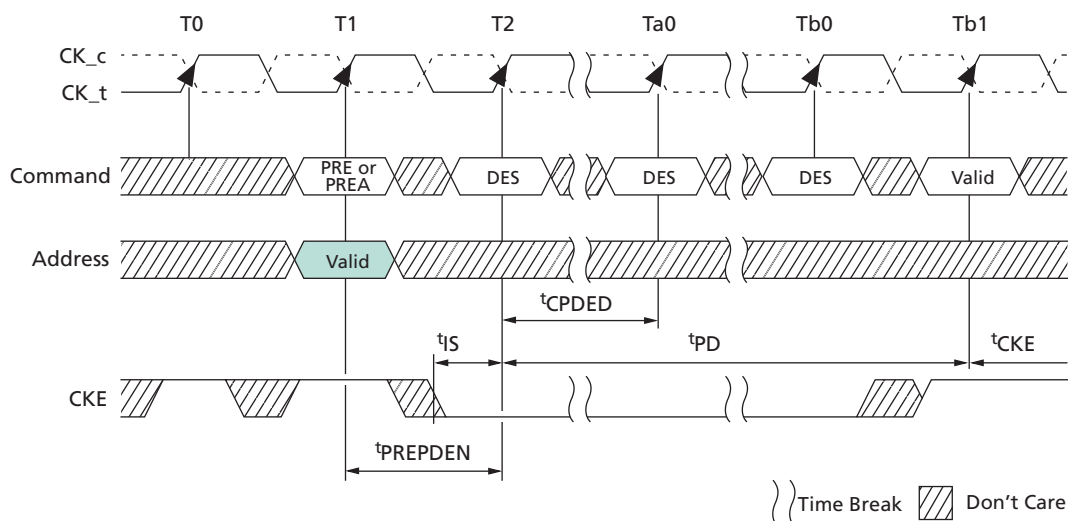 T0 T1 T2 Ta0 Tb0 Tb1
CK_c
CK_t
Command PRE or PREA DES DES DES Valid
Address Valid
tCPDED
tIS tPD tCKE
CKE
tPREPDEN
Time Break Don't Care